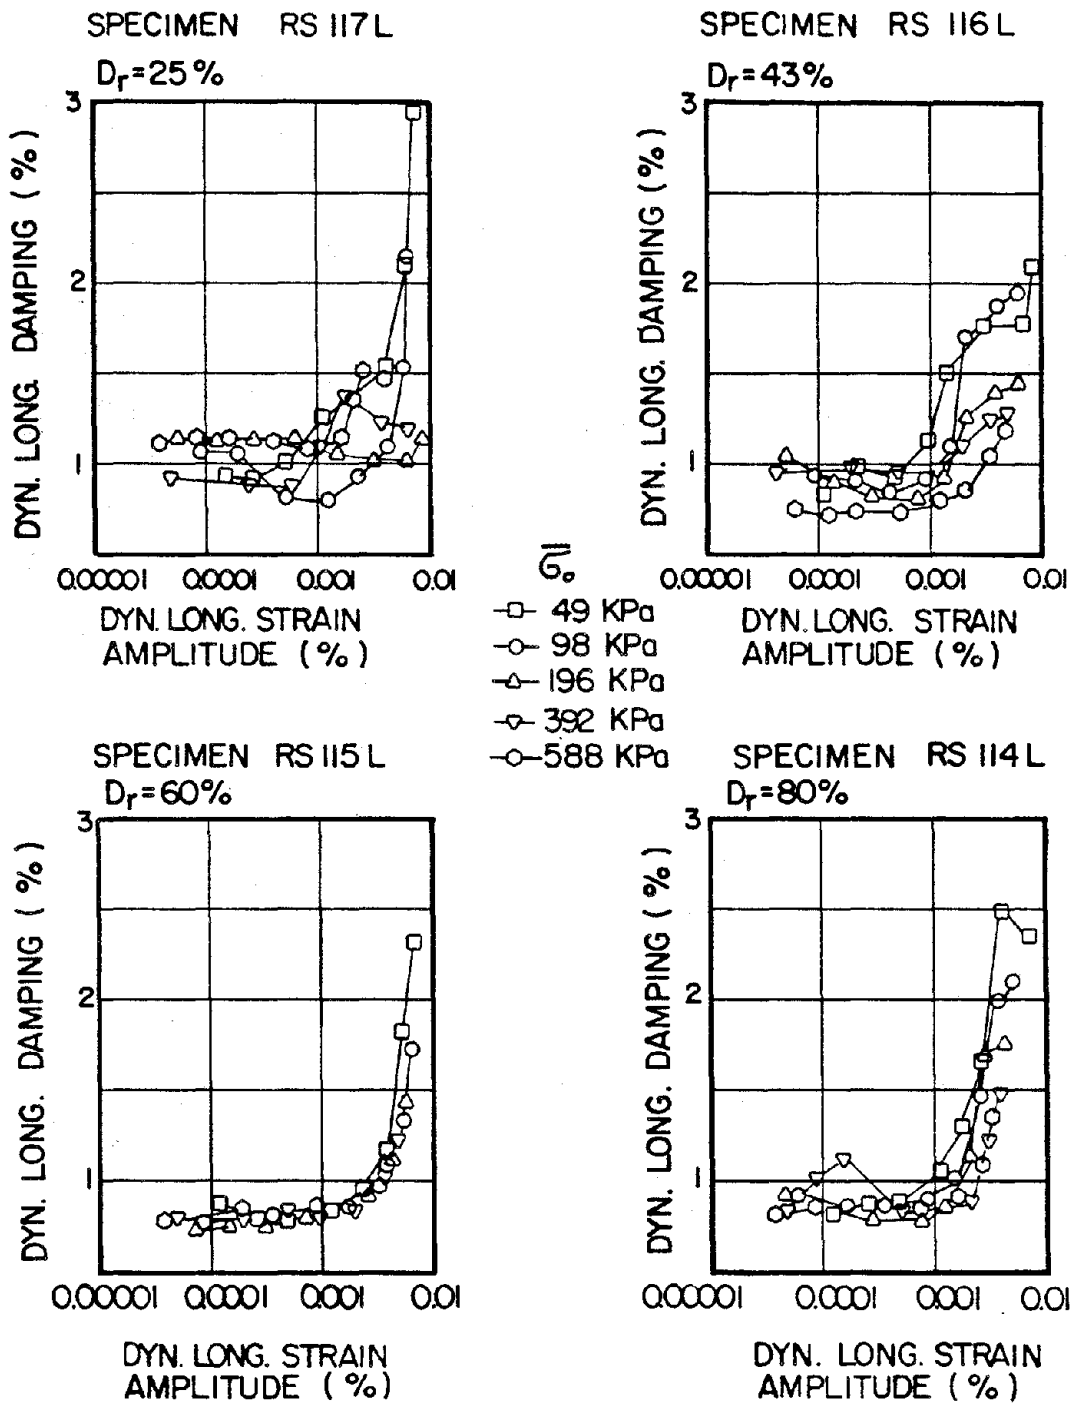 SPECIMEN RS 117L
Dr=25%
3
2
1
DYN. LONG. DAMPING (%)
0.00001 0.0001 0.001 0.01
DYN. LONG. STRAIN
AMPLITUDE (%)
SPECIMEN RS 116L
Dr=43%
3
2
1
DYN. LONG. DAMPING (%)
0.00001 0.0001 0.001 0.01
DYN. LONG. STRAIN
AMPLITUDE (%)
σ̅₀
49 KPa
98 KPa
196 KPa
392 KPa
588 KPa
SPECIMEN RS 115L
Dr=60%
3
2
1
DYN. LONG. DAMPING (%)
0.00001 0.0001 0.001 0.01
DYN. LONG. STRAIN
AMPLITUDE (%)
SPECIMEN RS 114L
Dr=80%
3
2
1
DYN. LONG. DAMPING (%)
0.00001 0.0001 0.001 0.01
DYN. LONG. STRAIN
AMPLITUDE (%)